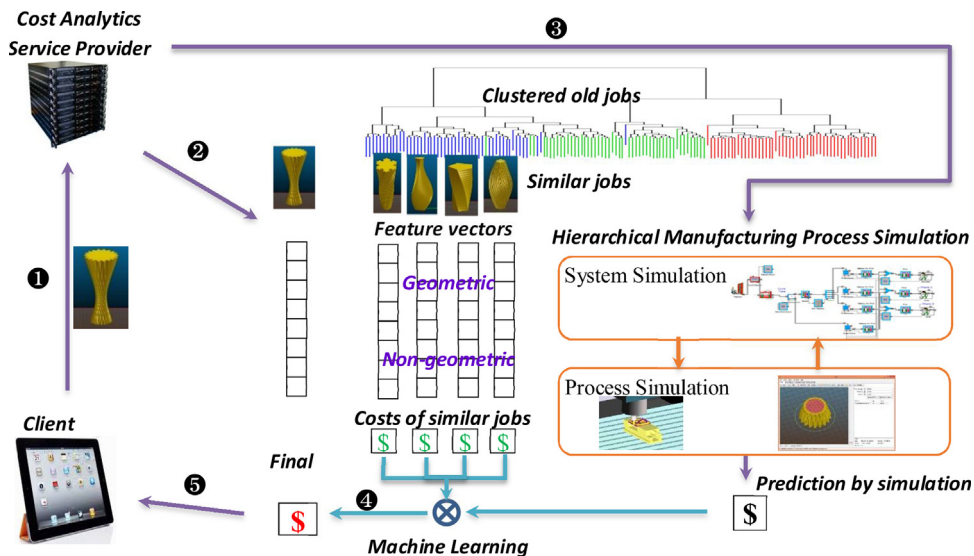 Cost Analytics
Service Provider
❸
Clustered old jobs
❷
Similar jobs
Feature vectors
Hierarchical Manufacturing Process Simulation
System Simulation
❶
Geometric
Non-geometric
Process Simulation
Costs of similar jobs
$ $ $ $
Client
Final
❺
$
❹
Prediction by simulation
$
Machine Learning